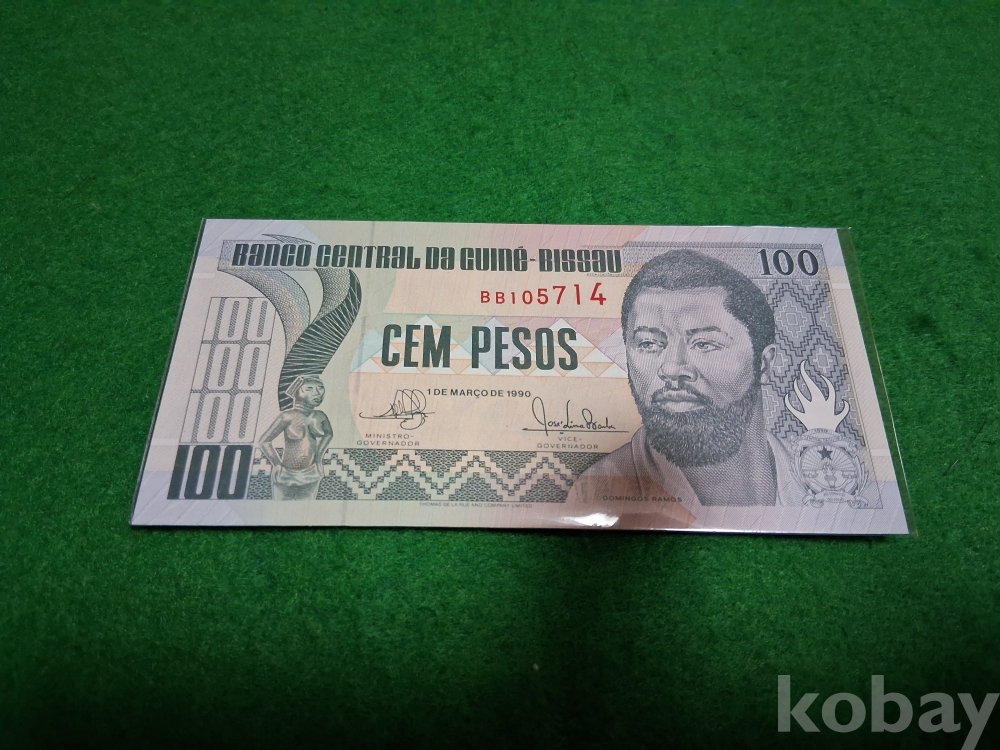 BANCO CENTRAL DA GUINÉ-BISSAU
100
BB105714
CEM PESOS
100
100
100
100
1 DE MARÇO DE 1990
MINISTRO-
GOVERNADOR
VICE-
GOVERNADOR
DOMINGOS RAMOS
THOMAS DE LA RUE AND COMPANY LIMITED
kobay